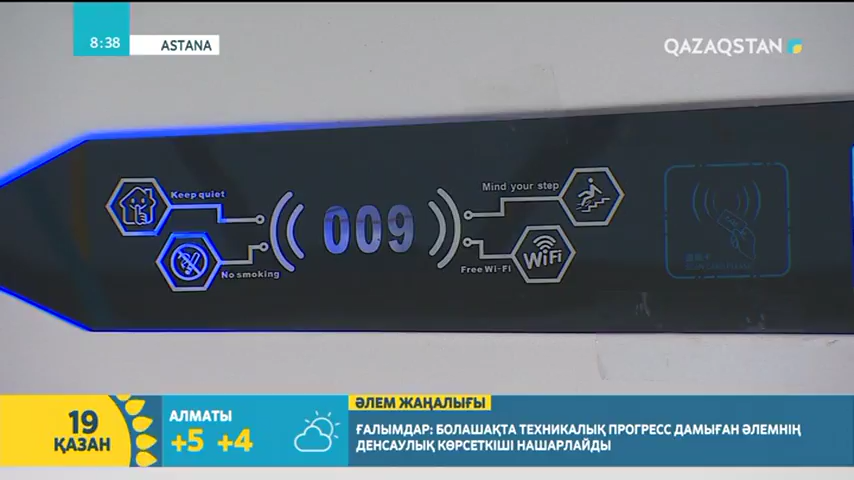 8:38
ASTANA
QAZAQSTAN
Keep quiet
Mind your step
009
No smoking
Free Wi-Fi
WiFi
19
ҚАЗАН
АЛМАТЫ
+5 +4
ӘЛЕМ ЖАҢАЛЫҒЫ
ҒАЛЫМДАР: БОЛАШАҚТА ТЕХНИКАЛЫҚ ПРОГРЕСС ДАМЫҒАН ӘЛЕМНІҢ
ДЕНСАУЛЫҚ КӨРСЕТКІШІ НАШАРЛАЙДЫ